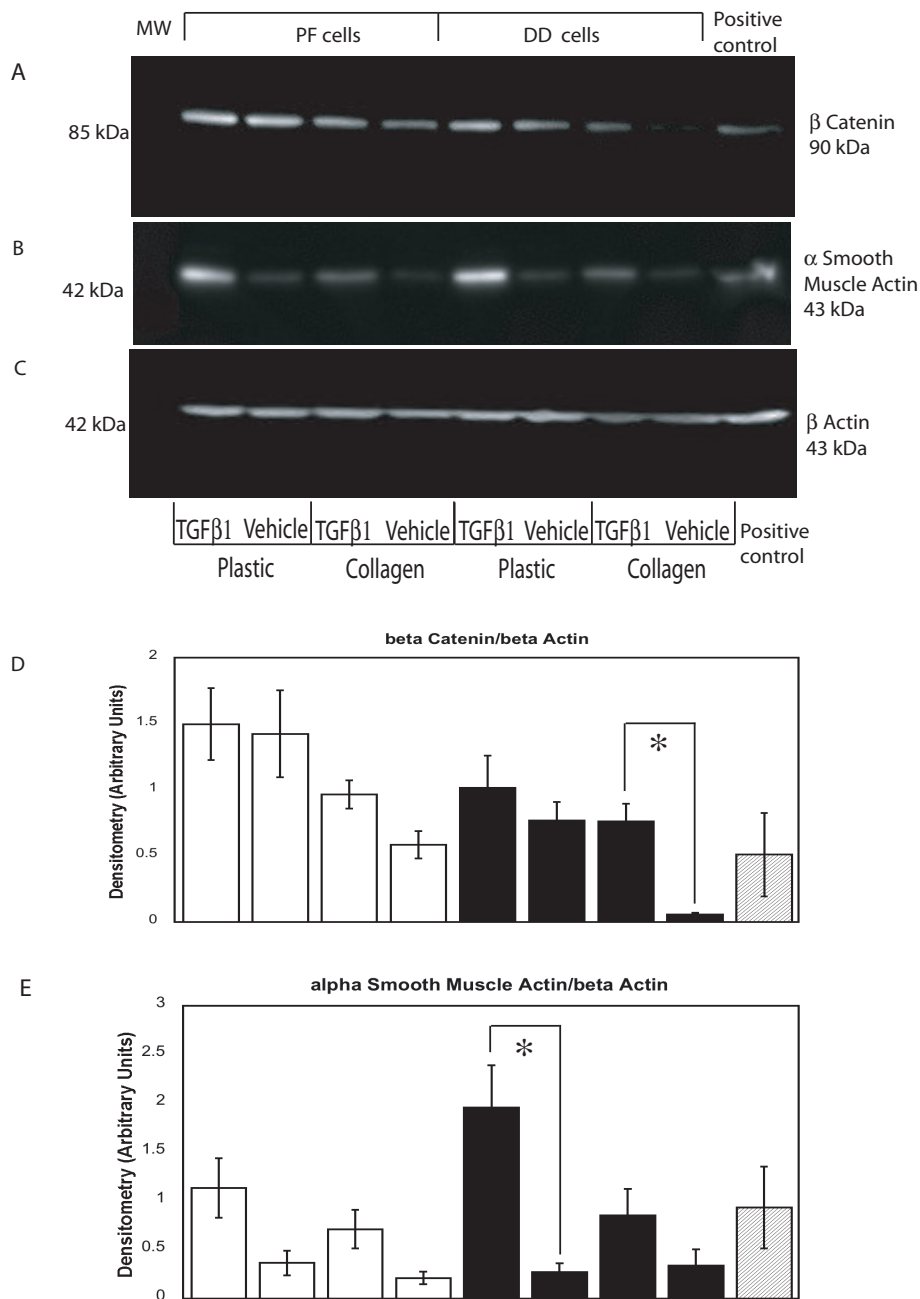 MW PF cells DD cells Positive control
A
85 kDa
β Catenin
90 kDa
B
42 kDa
α Smooth
Muscle Actin
43 kDa
C
42 kDa
β Actin
43 kDa
TGFβ1 Vehicle TGFβ1 Vehicle TGFβ1 Vehicle TGFβ1 Vehicle Positive control
Plastic Collagen Plastic Collagen
D
beta Catenin/beta Actin
Densitometry (Arbitrary Units)
2
1.5
1
0.5
0
*
E
alpha Smooth Muscle Actin/beta Actin
Densitometry (Arbitrary Units)
3
2.5
2
1.5
1
0.5
0
*